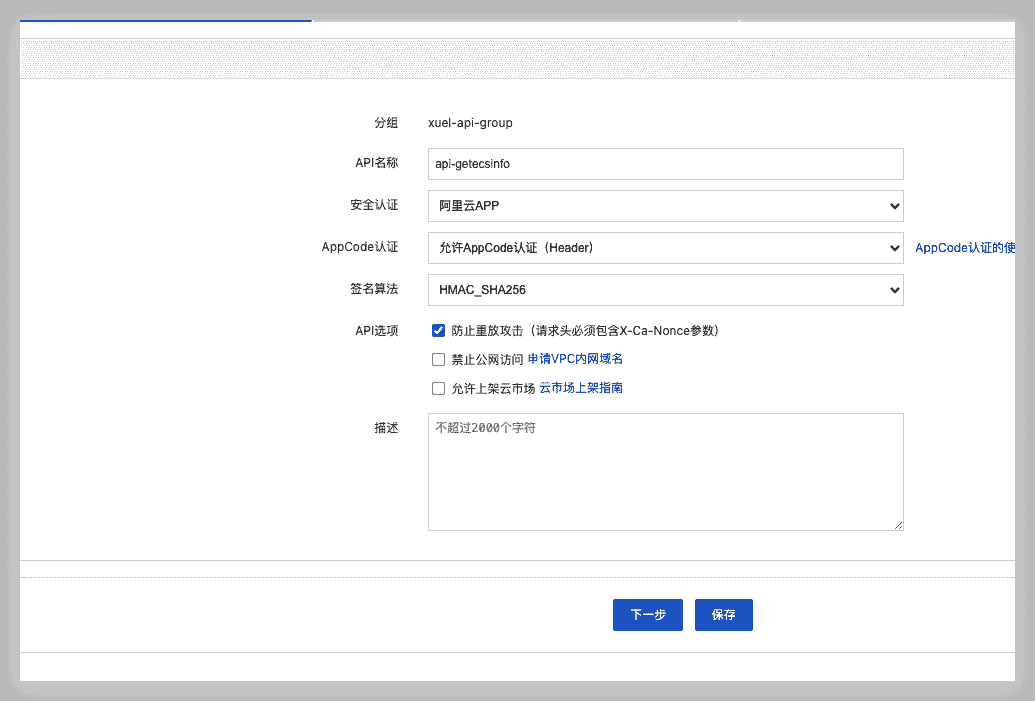 分组 xuel-api-group
API名称 api-getecsinfo
安全认证 阿里云APP
AppCode认证 允许AppCode认证（Header） AppCode认证的使
签名算法 HMAC_SHA256
API选项 防止重放攻击（请求头必须包含X-Ca-Nonce参数）
禁止公网访问 申请VPC内网域名
允许上架云市场 云市场上架指南
描述 不超过2000个字符
下一步 保存